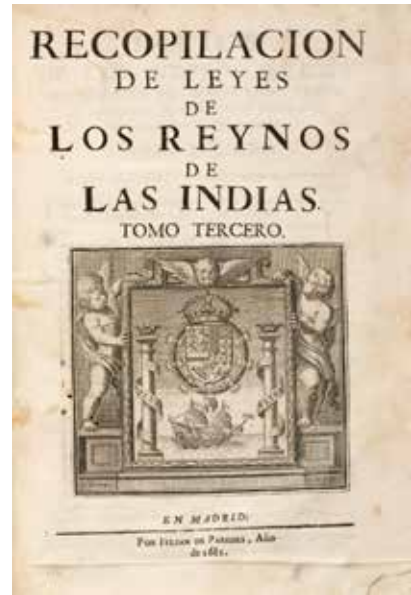 RECOPILACION
DE LEYES
DE
LOS REYNOS
DE
LAS INDIAS.
TOMO TERCERO.
EN MADRID:
POR IULIAN DE PAREDES, Año
de 1681.